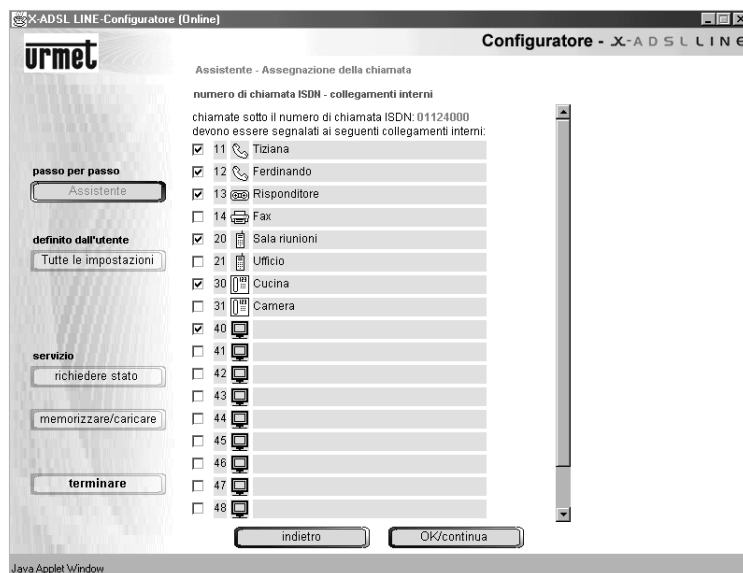 X-ADSL LINE-Configuratore (Online)
urmet
Configuratore - X-ADSL LINE
Assistente - Assegnazione della chiamata
numero di chiamata ISDN - collegamenti interni
chiamate sotto il numero di chiamata ISDN: 01124000
devono essere segnalati ai seguenti collegamenti interni:
11 Tiziana
12 Ferdinando
13 Risponditore
14 Fax
20 Sala riunioni
21 Ufficio
30 Cucina
31 Camera
40
41
42
43
44
45
46
47
48
passo per passo
Assistente
definito dall'utente
Tutte le impostazioni
servizio
richiedere stato
memorizzare/caricare
terminare
indietro
OK/continua
Java Applet Window